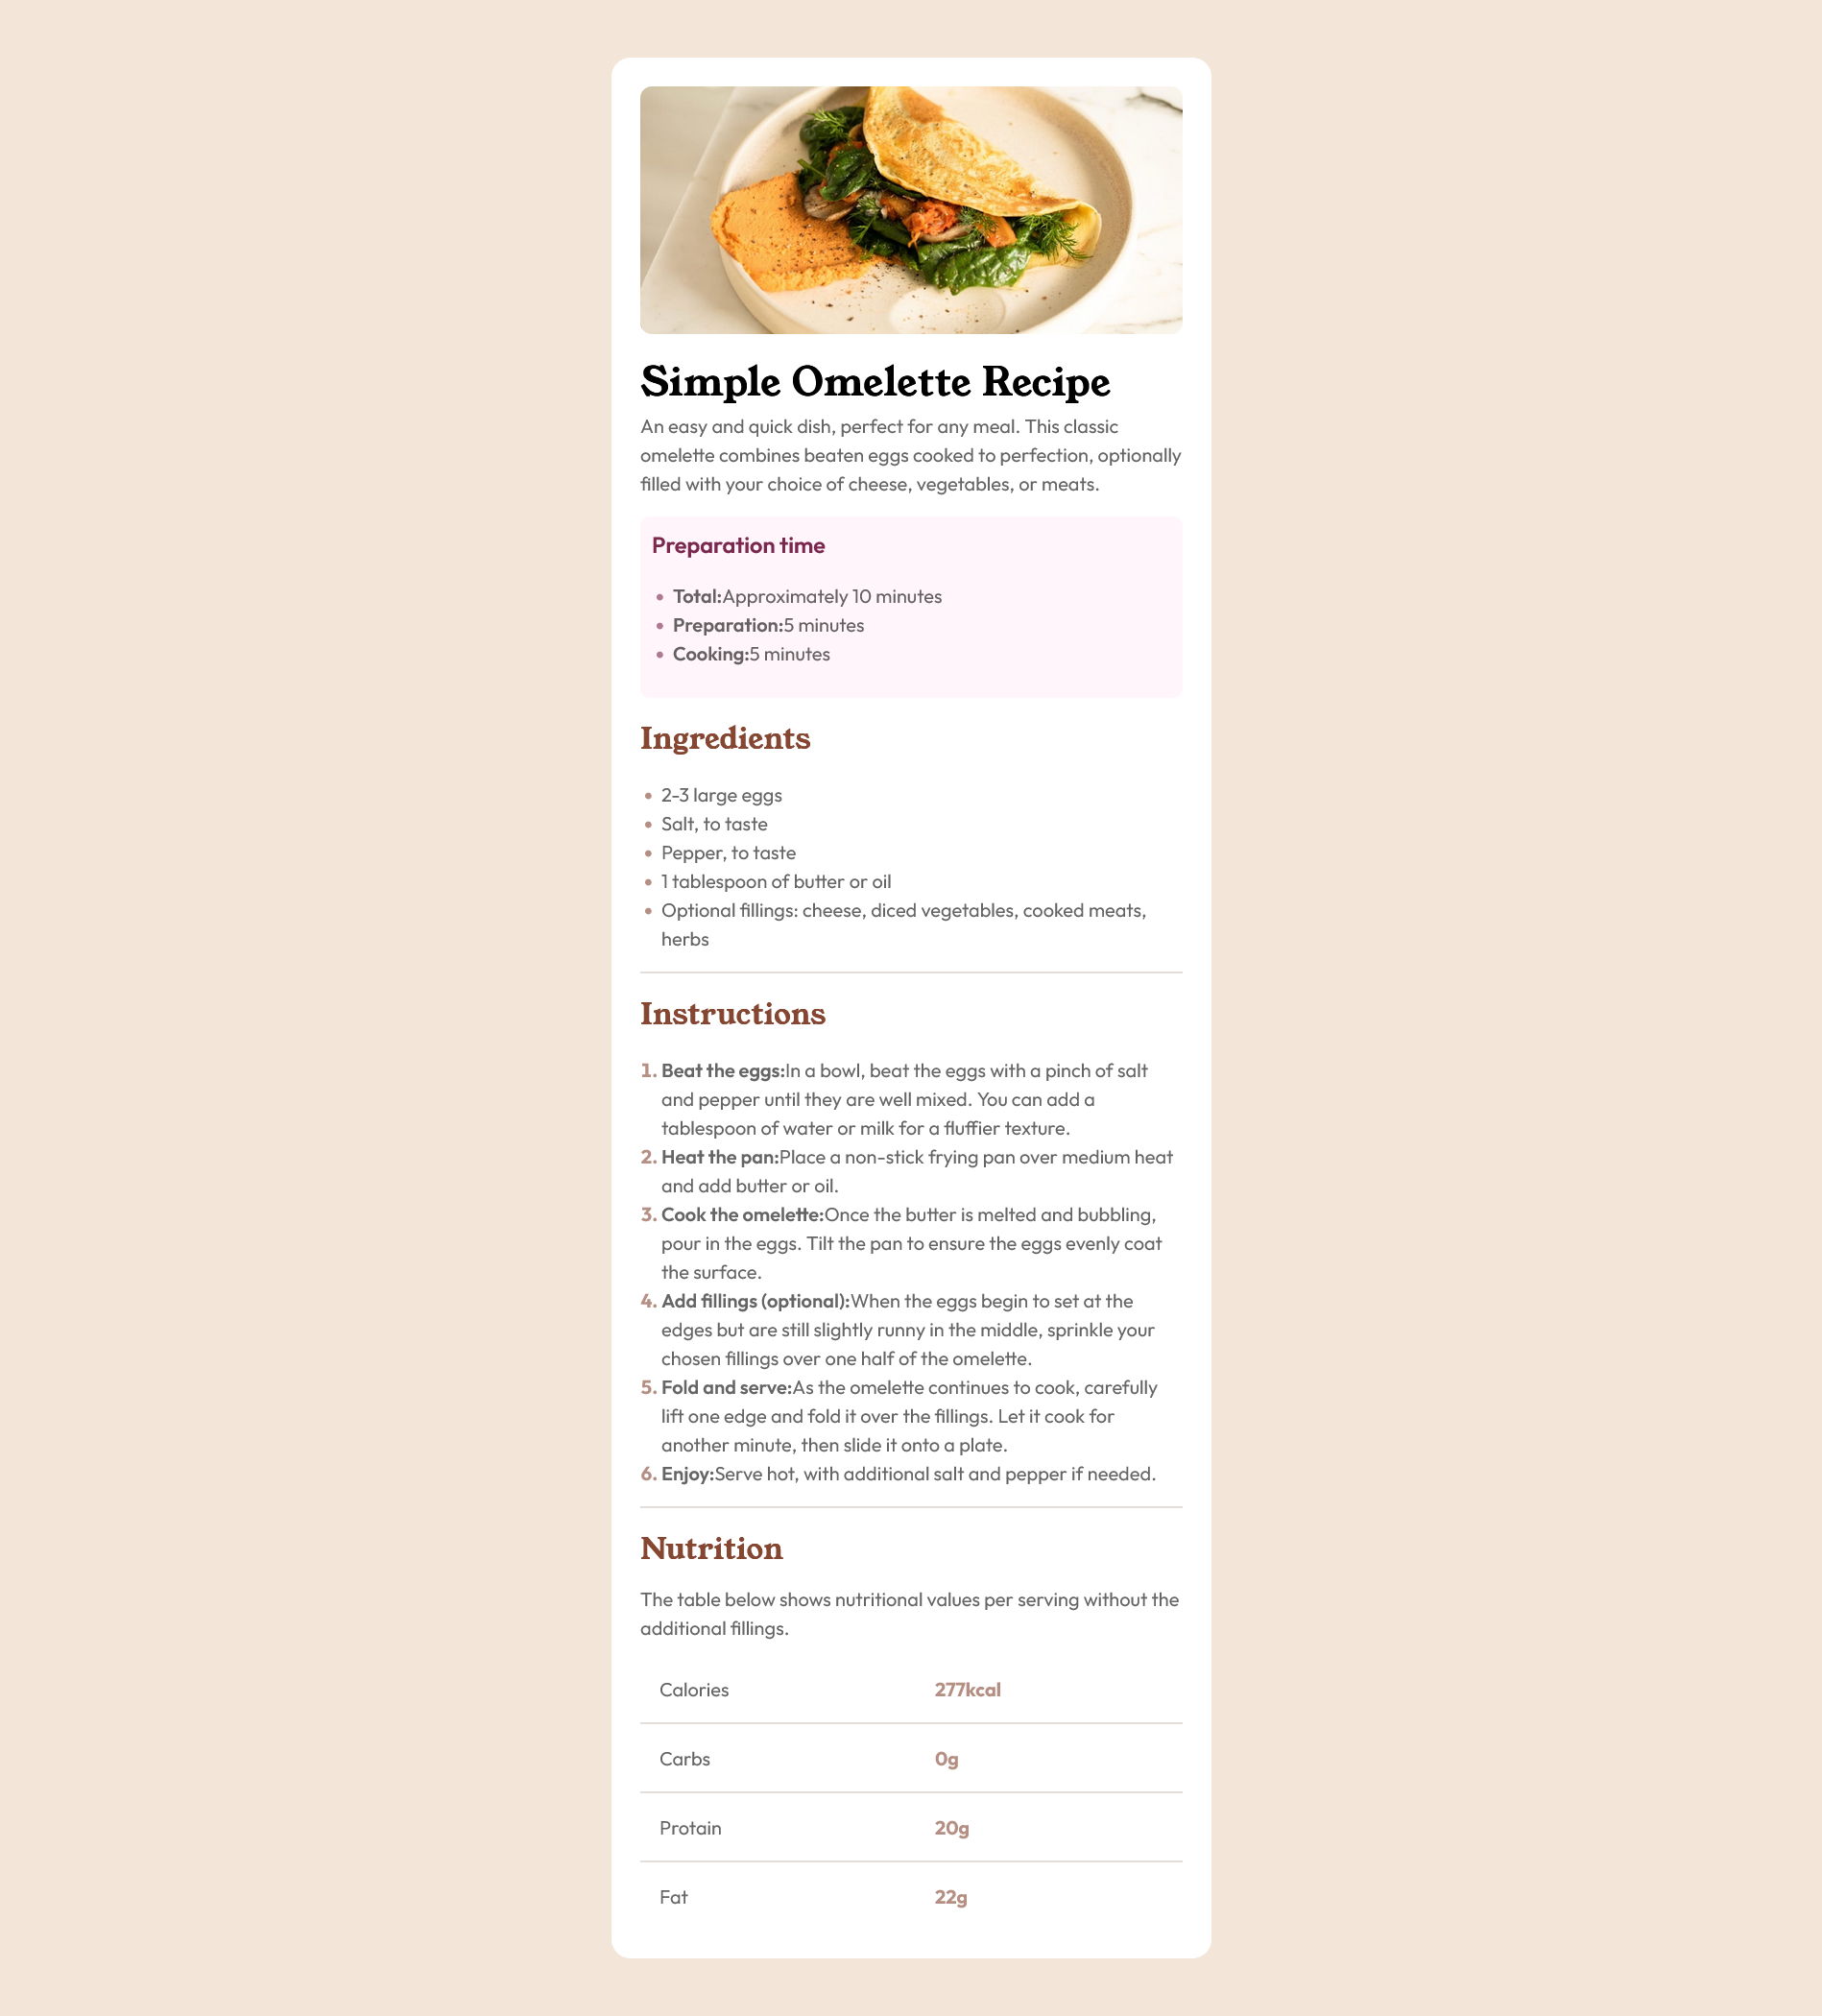 Simple Omelette Recipe
An easy and quick dish, perfect for any meal. This classic
omelette combines beaten eggs cooked to perfection, optionally
filled with your choice of cheese, vegetables, or meats.
Preparation time
• Total:Approximately 10 minutes
• Preparation:5 minutes
• Cooking:5 minutes
Ingredients
• 2-3 large eggs
• Salt, to taste
• Pepper, to taste
• 1 tablespoon of butter or oil
• Optional fillings: cheese, diced vegetables, cooked meats,
herbs
Instructions
1. Beat the eggs:In a bowl, beat the eggs with a pinch of salt
and pepper until they are well mixed. You can add a
tablespoon of water or milk for a fluffier texture.
2. Heat the pan:Place a non-stick frying pan over medium heat
and add butter or oil.
3. Cook the omelette:Once the butter is melted and bubbling,
pour in the eggs. Tilt the pan to ensure the eggs evenly coat
the surface.
4. Add fillings (optional):When the eggs begin to set at the
edges but are still slightly runny in the middle, sprinkle your
chosen fillings over one half of the omelette.
5. Fold and serve:As the omelette continues to cook, carefully
lift one edge and fold it over the fillings. Let it cook for
another minute, then slide it onto a plate.
6. Enjoy:Serve hot, with additional salt and pepper if needed.
Nutrition
The table below shows nutritional values per serving without the
additional fillings.
Calories 277kcal
Carbs 0g
Protein 20g
Fat 22g